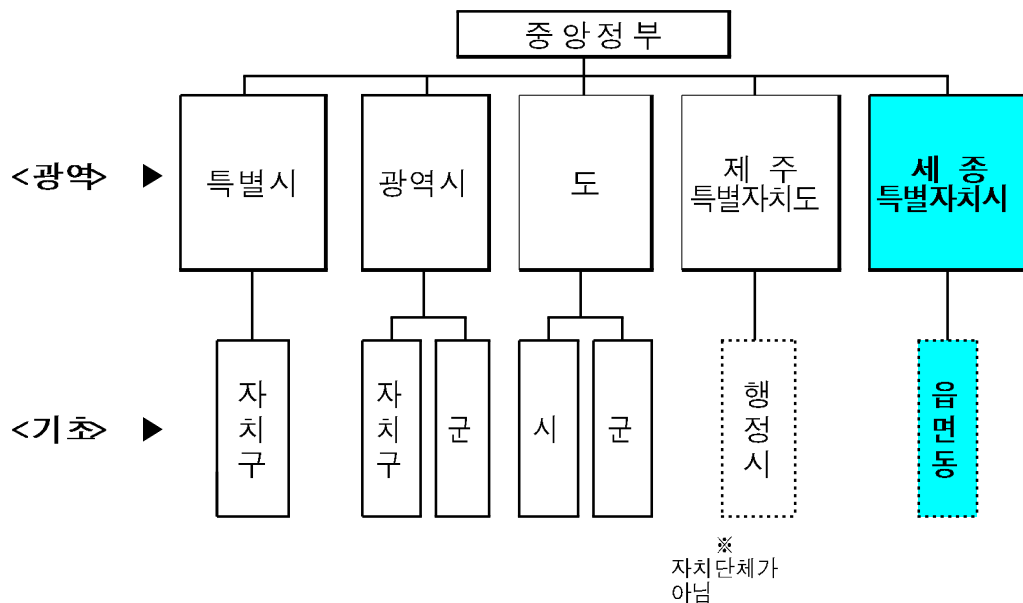 중앙정부
<광역> ▶
특별시
광역시
도
제 주
특별자치도
세 종
특별자치시
<기초> ▶
자치구
자치구
군
시
군
행정시
읍면동
※
자치단체가
아님